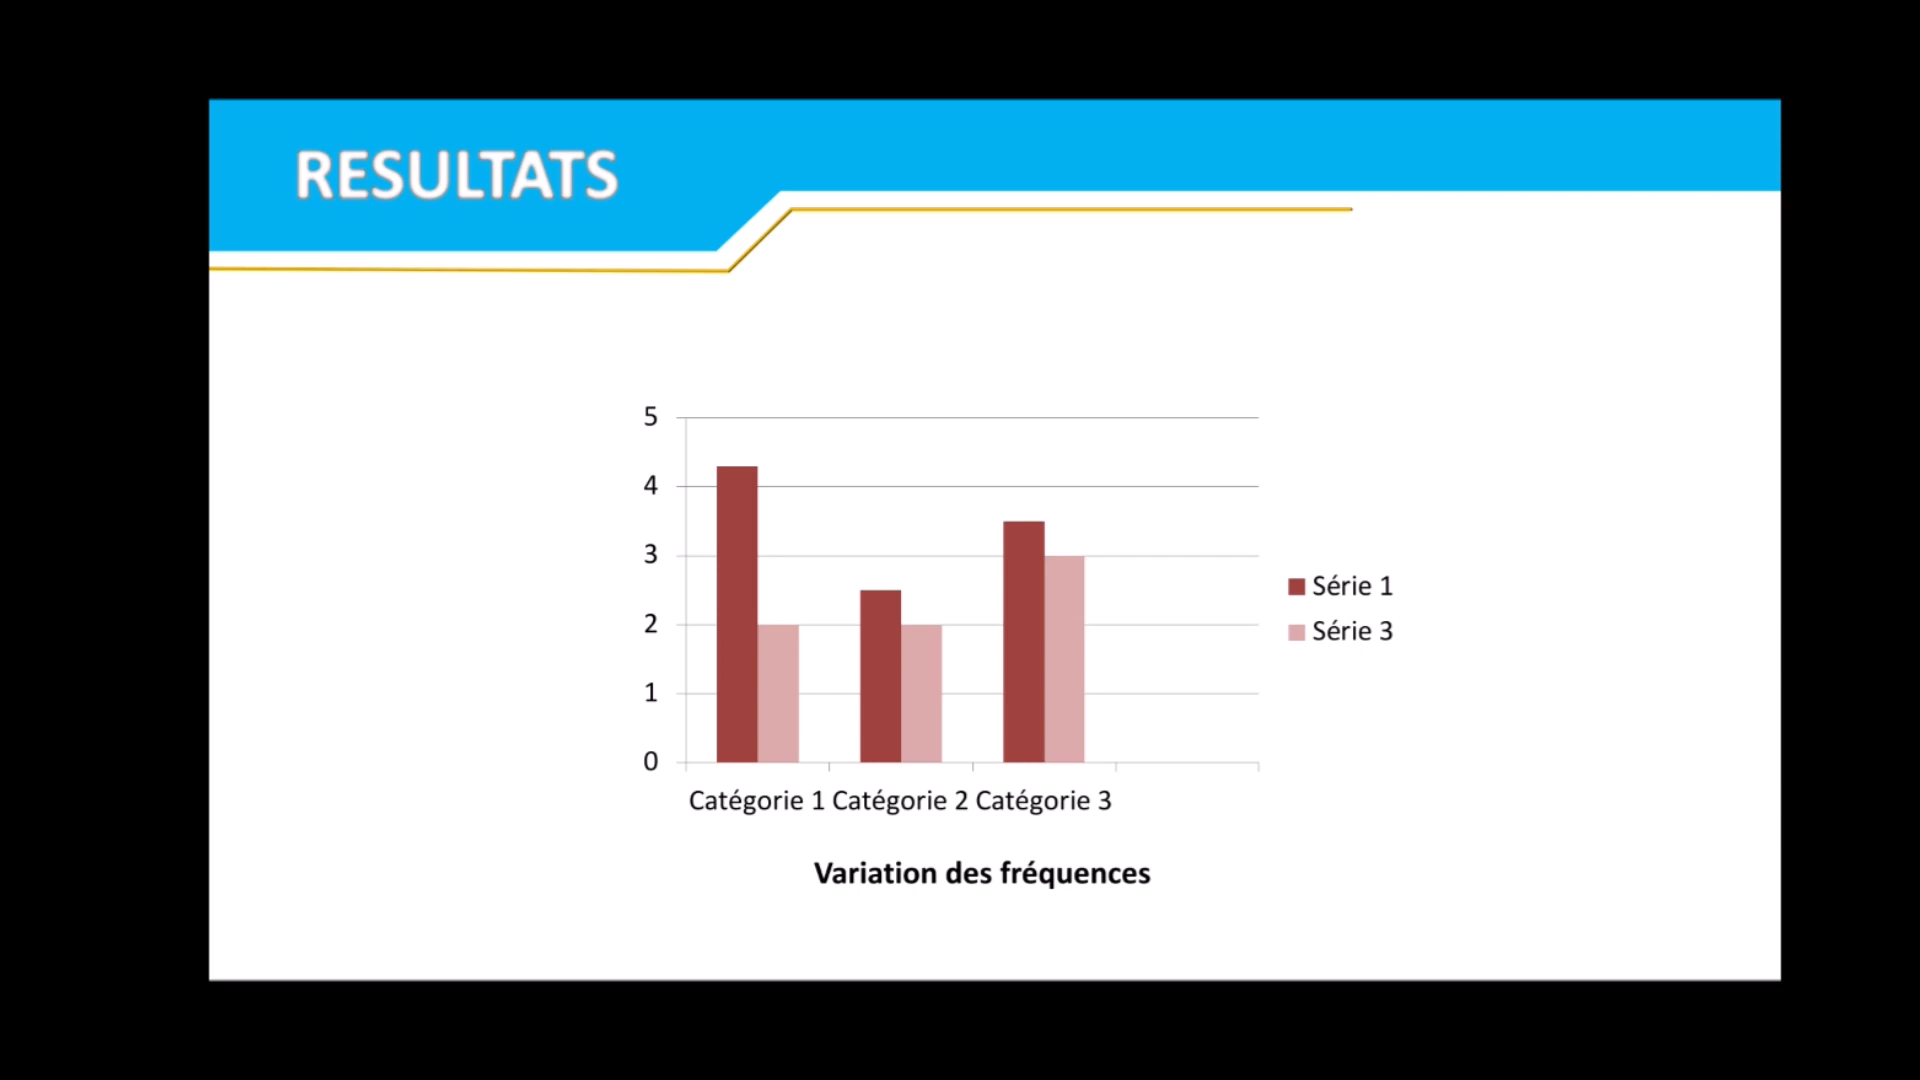 RESULTATS
5
4
3
2
1
0
Catégorie 1 Catégorie 2 Catégorie 3
Série 1
Série 3
Variation des fréquences